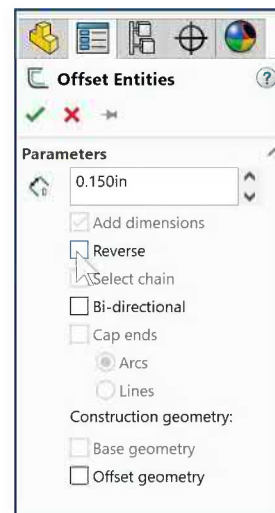 Offset Entities
?
Parameters
D
0.150in
Add dimensions
Reverse
Select chain
Bi-directional
Cap ends
Arcs
Lines
Construction geometry:
Base geometry
Offset geometry